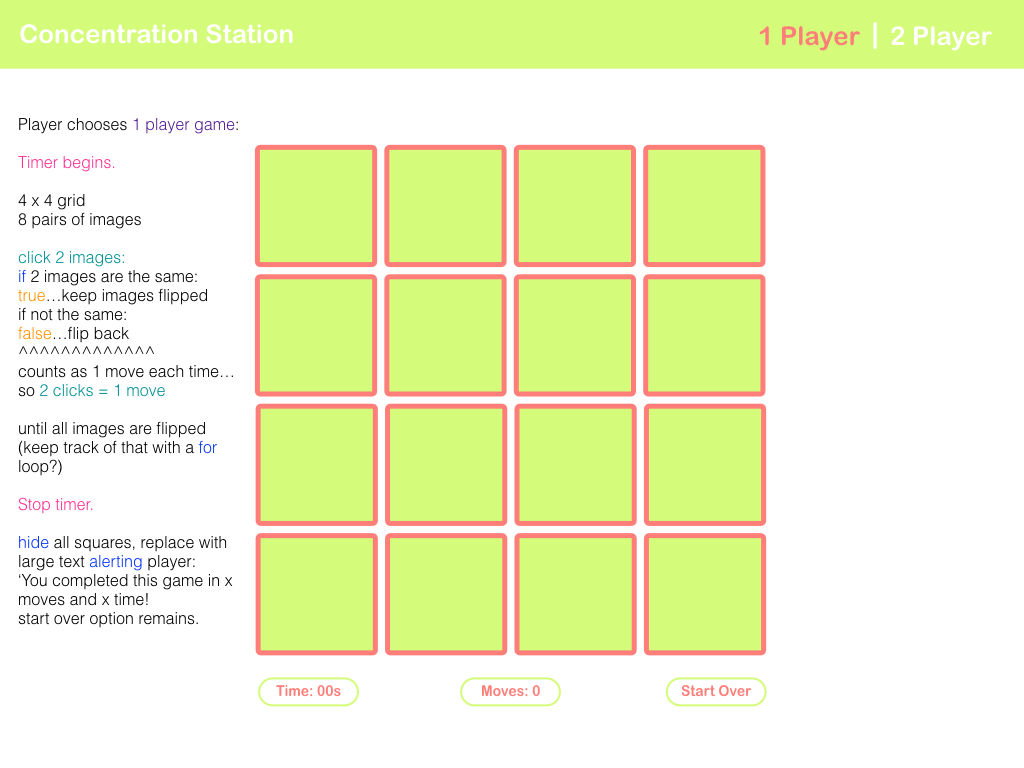 Concentration Station
1 Player | 2 Player
Player chooses 1 player game:
Timer begins.
4 x 4 grid
8 pairs of images
click 2 images:
if 2 images are the same:
true...keep images flipped
if not the same:
false...flip back
^^^^^^^^^^^^^
counts as 1 move each time...
so 2 clicks = 1 move
until all images are flipped
(keep track of that with a for
loop?)
Stop timer.
hide all squares, replace with
large text alerting player:
'You completed this game in x
moves and x time!
start over option remains.
Time: 00s
Moves: 0
Start Over